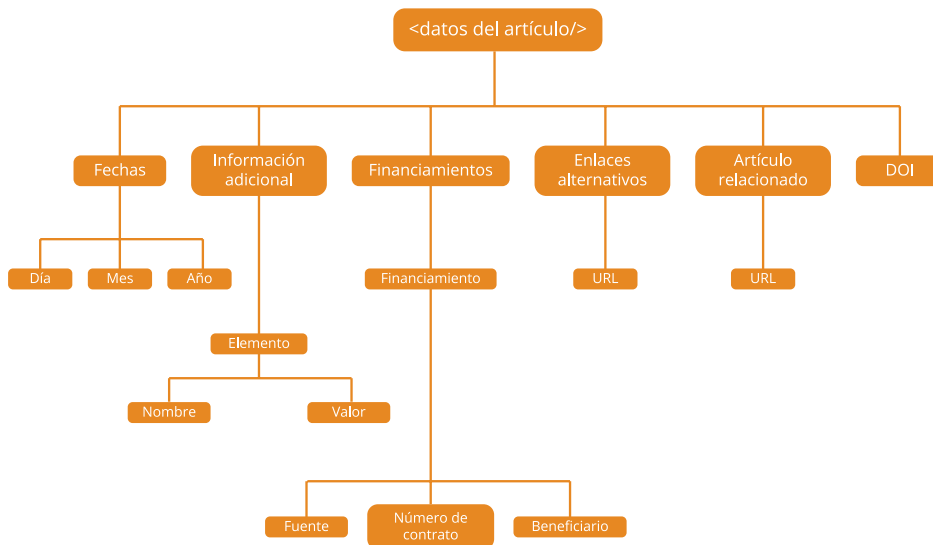 <datos del artículo/>
Fechas
Información
adicional
Financiamientos
Enlaces
alternativos
Artículo
relacionado
DOI
Día
Mes
Año
Financiamiento
URL
URL
Elemento
Nombre
Valor
Fuente
Número de
contrato
Beneficiario